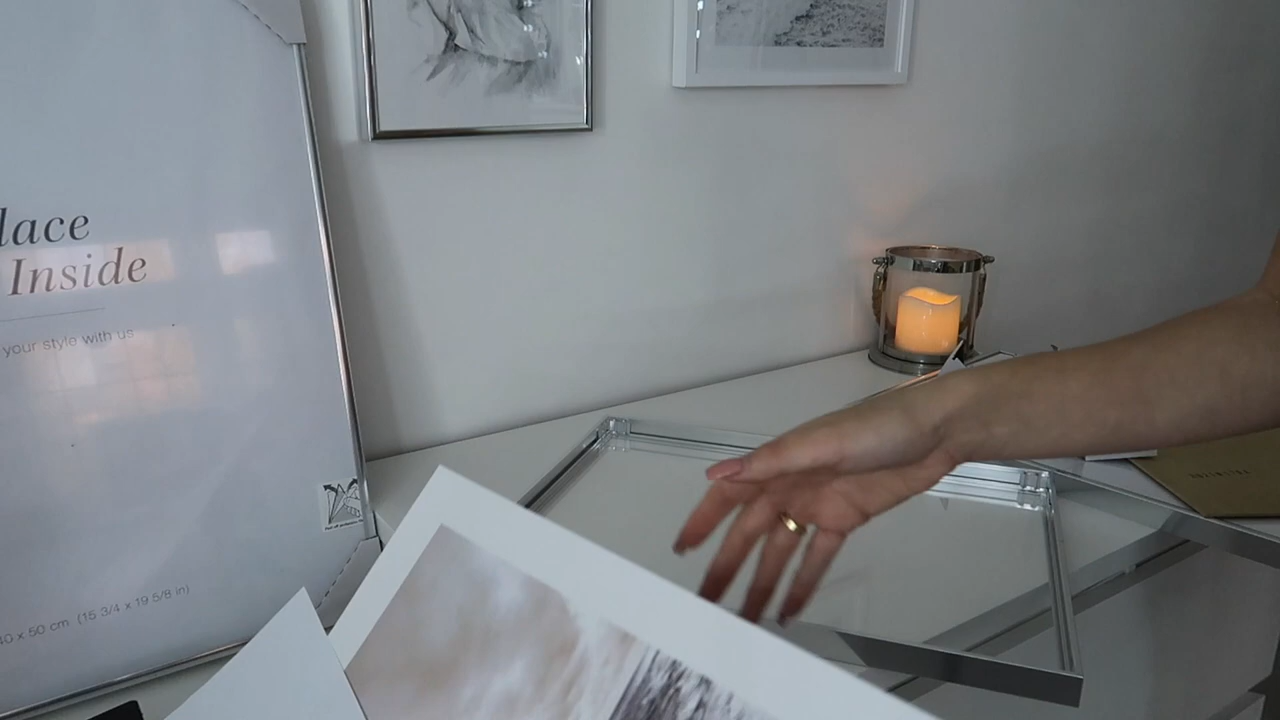 lace
Inside
your style with us
40 x 50 cm (15 3/4 x 19 5/8 in)